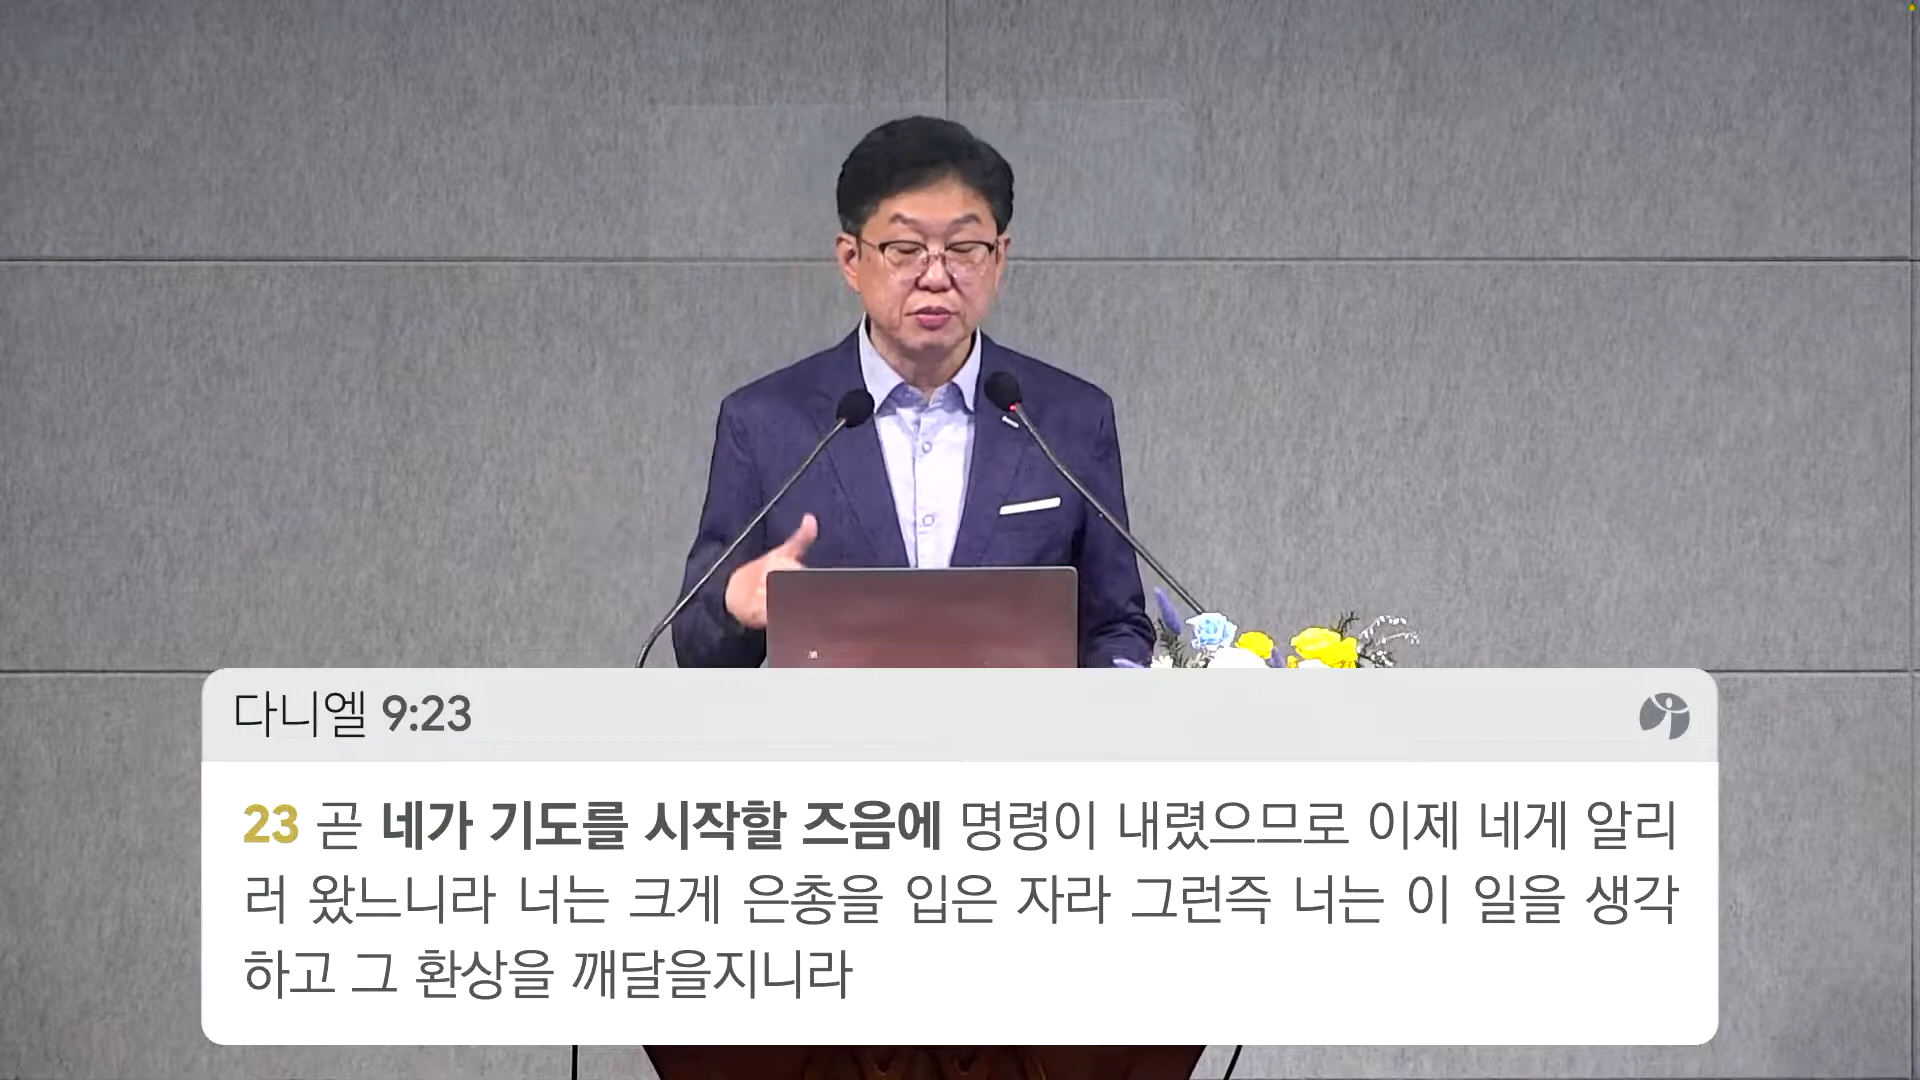 다니엘 9:23
23 곧 네가 기도를 시작할 즈음에 명령이 내렸으므로 이제 네게 알리
러 왔느니라 너는 크게 은총을 입은 자라 그런즉 너는 이 일을 생각
하고 그 환상을 깨달을지니라